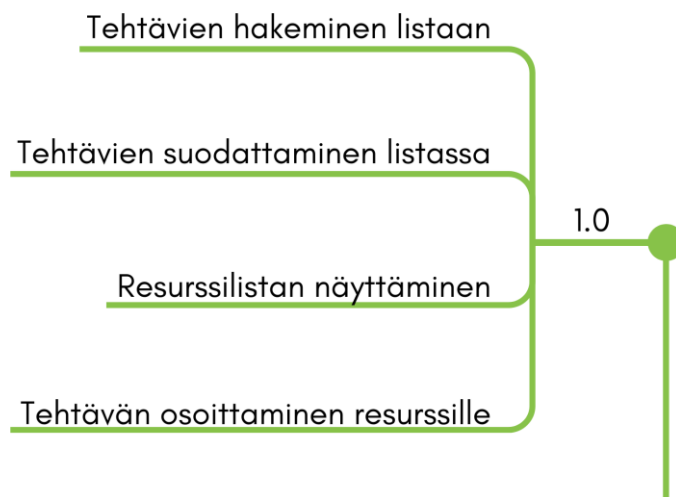 Tehtävien hakeminen listaan
Tehtävien suodattaminen listassa
1.0
Resurssilistan näyttäminen
Tehtävän osoittaminen resurssille